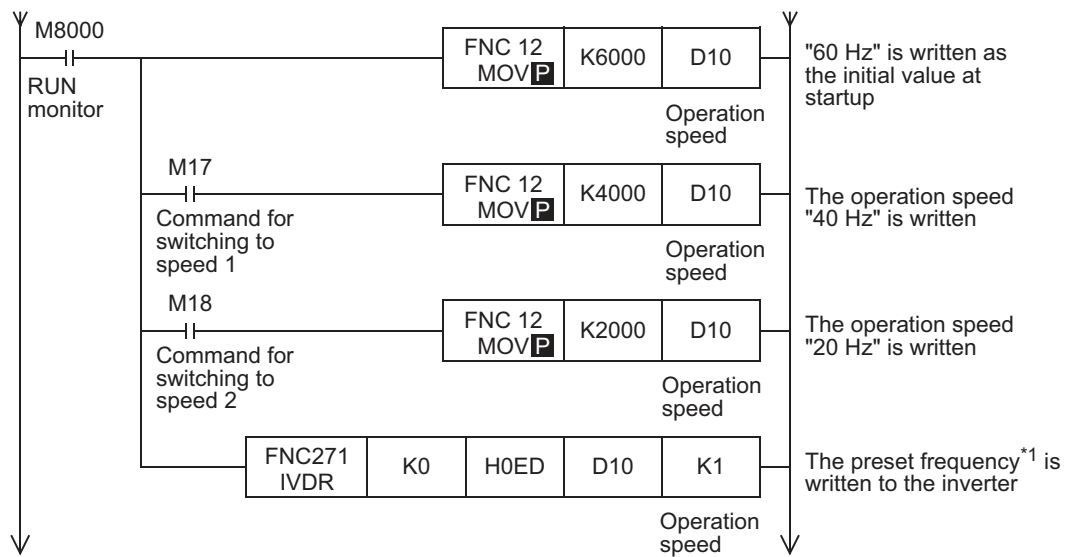 M8000
RUN
monitor
FNC 12
MOVP
K6000
D10
Operation
speed
"60 Hz" is written as
the initial value at
startup
M17
Command for
switching to
speed 1
FNC 12
MOVP
K4000
D10
Operation
speed
The operation speed
"40 Hz" is written
M18
Command for
switching to
speed 2
FNC 12
MOVP
K2000
D10
Operation
speed
The operation speed
"20 Hz" is written
FNC271
IVDR
K0
H0ED
D10
K1
Operation
speed
The preset frequency*1 is
written to the inverter